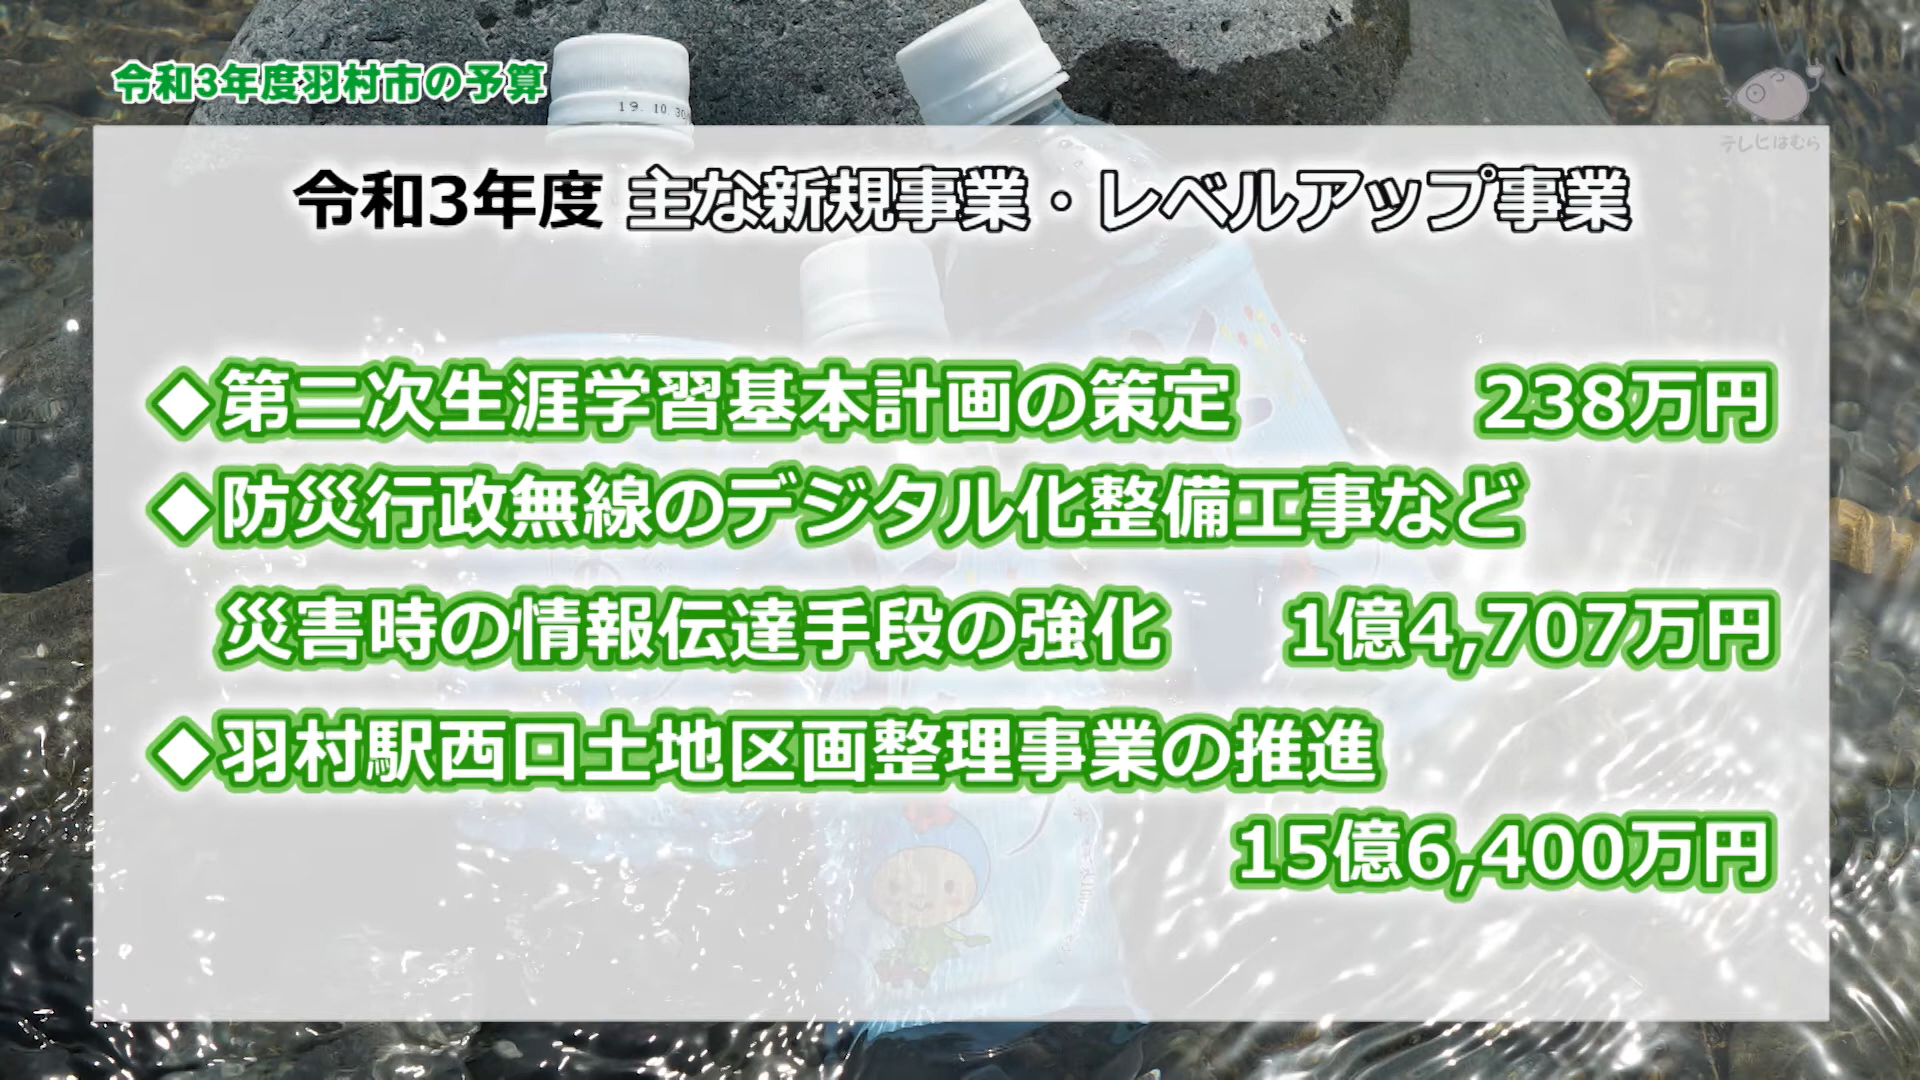 令和3年度羽村市の予算
19. 10. 30
テレビはむら
令和3年度 主な新規事業・レベルアップ事業
◆第二次生涯学習基本計画の策定 238万円
◆防災行政無線のデジタル化整備工事など
災害時の情報伝達手段の強化 1億4,707万円
◆羽村駅西口土地区画整理事業の推進
15億6,400万円